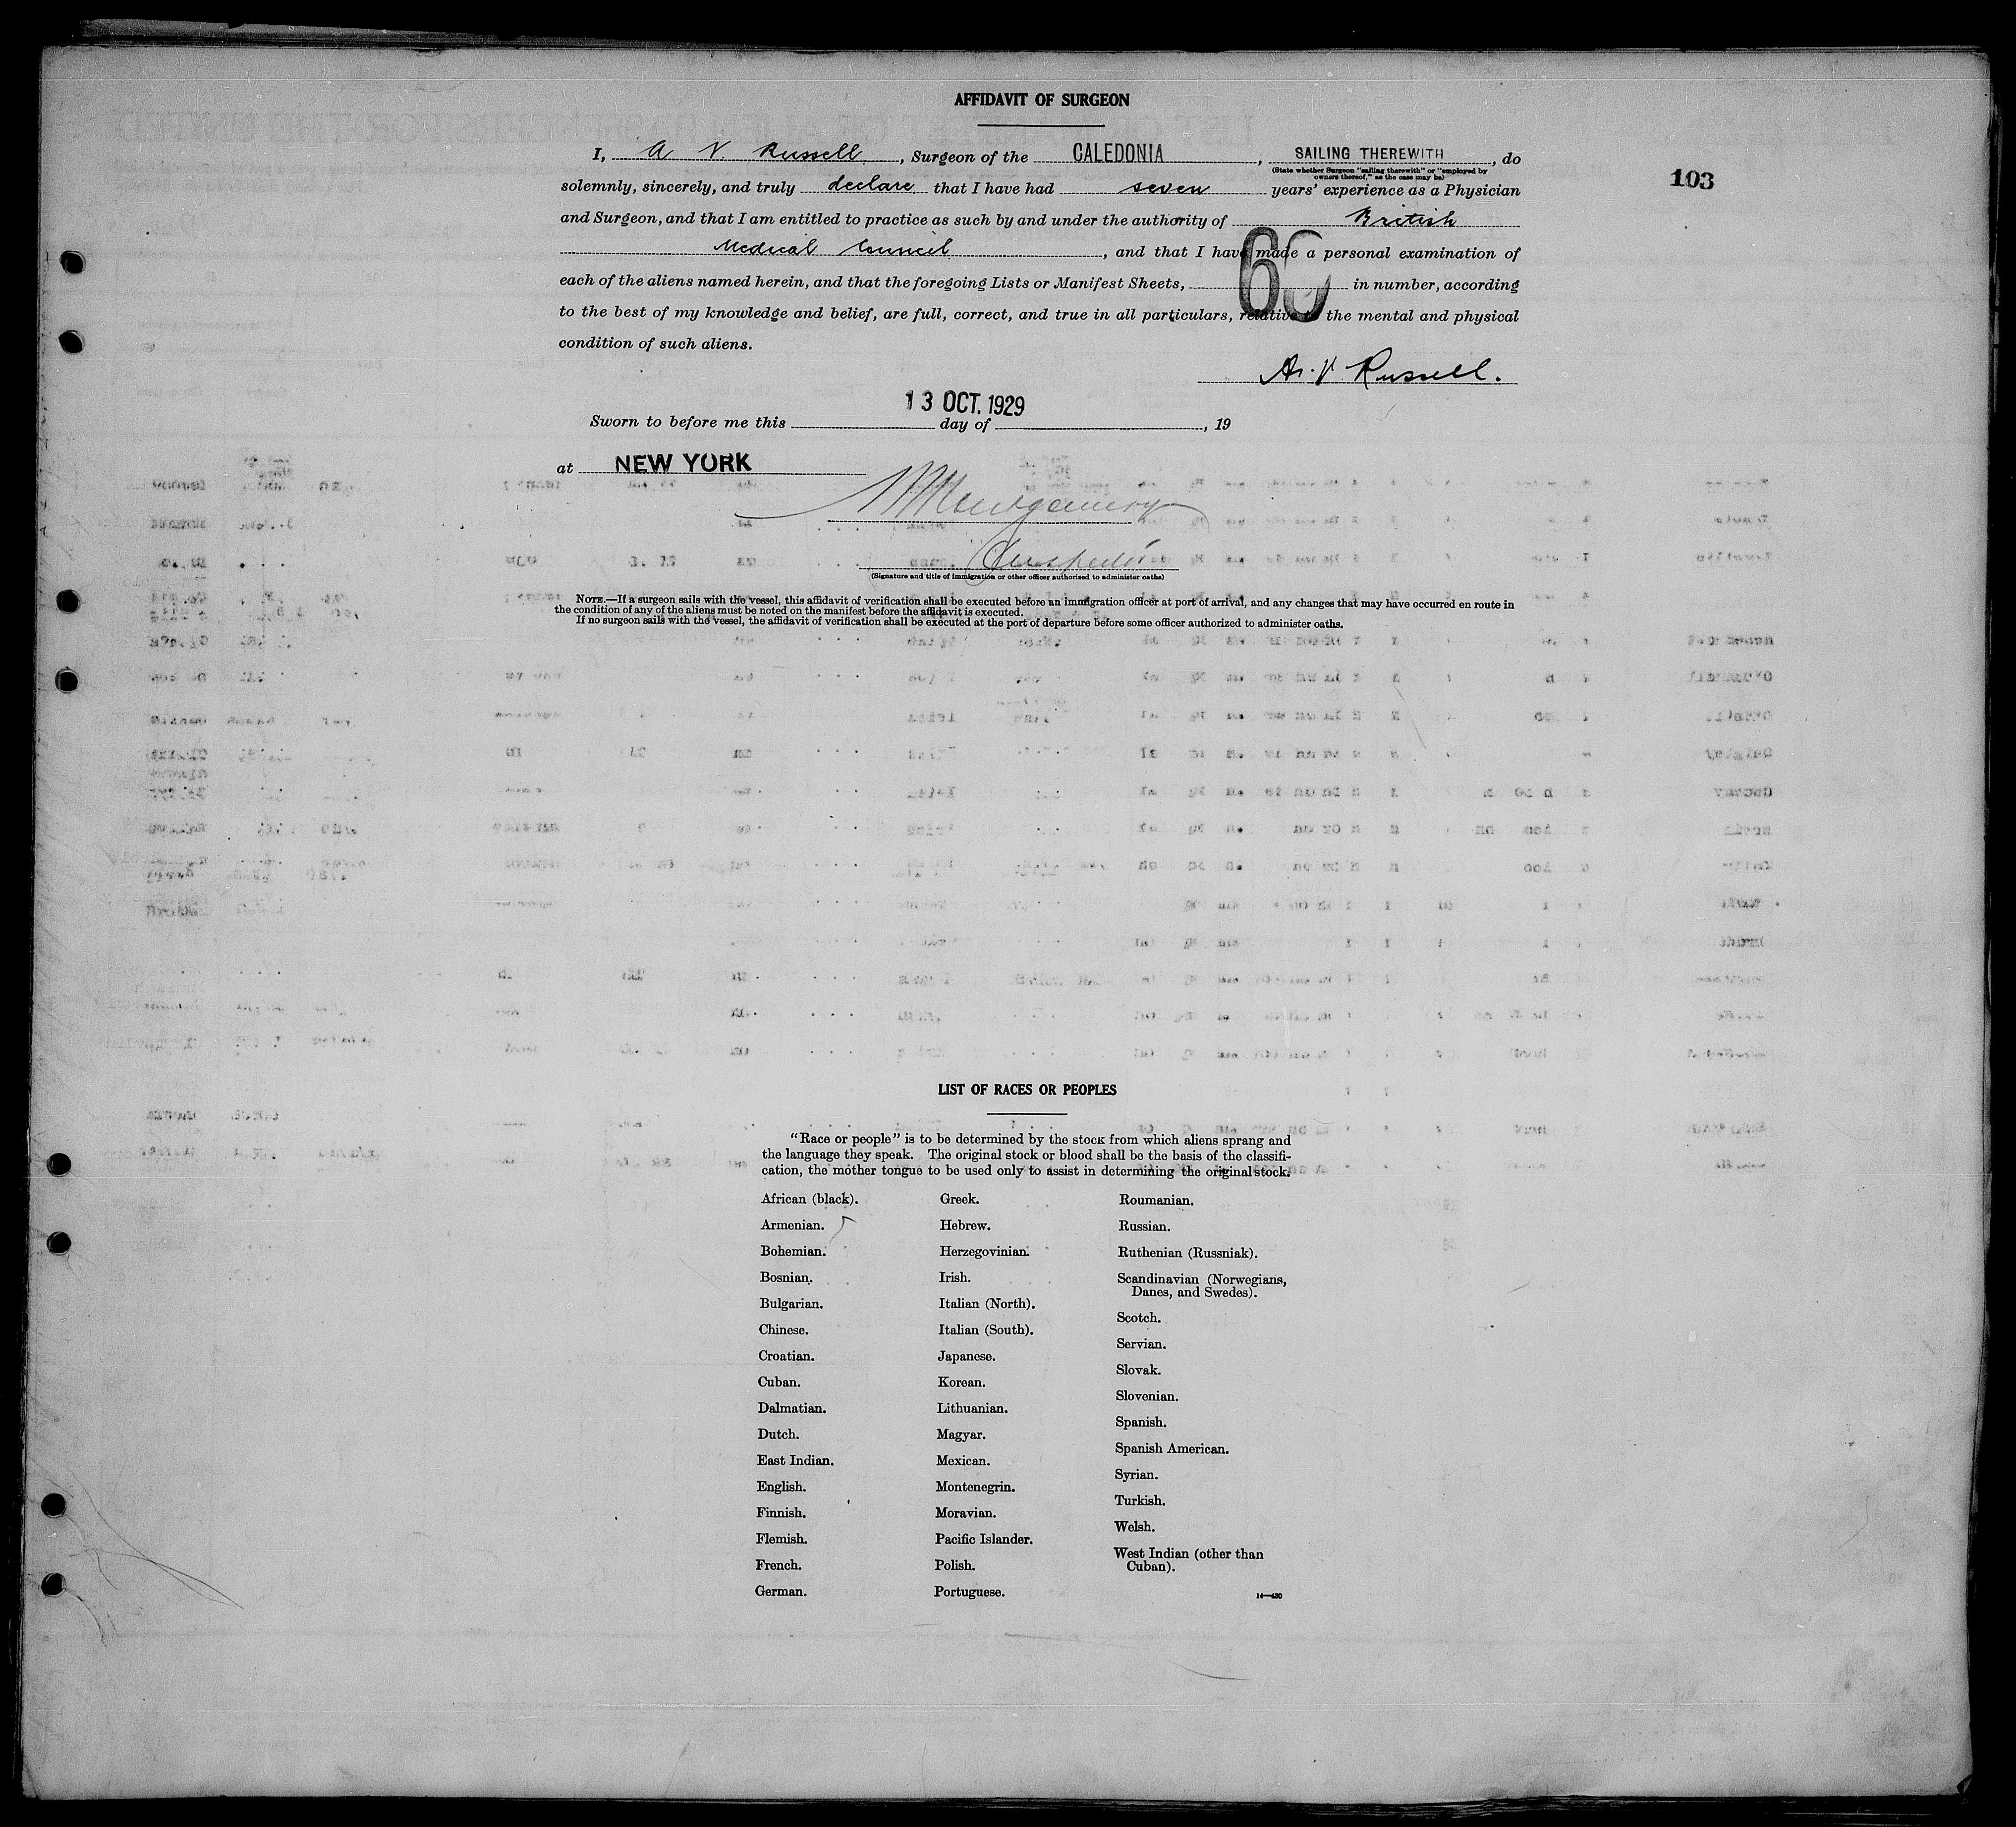 AFFIDAVIT OF SURGEON
I, A V. Russell, Surgeon of the CALEDONIA, SAILING THEREWITH, do
(State whether Surgeon "sailing therewith" or "employed by
owners thereof," as the case may be)
103
solemnly, sincerely, and truly declare that I have had seven years' experience as a Physician
and Surgeon, and that I am entitled to practice as such by and under the authority of British
Medical Council, and that I have made a personal examination of
each of the aliens named herein, and that the foregoing Lists or Manifest Sheets, in number, according
to the best of my knowledge and belief, are full, correct, and true in all particulars, relative to the mental and physical
condition of such aliens.
A. V Russell.
13 OCT. 1929
Sworn to before me this day of , 19
at NEW YORK
Montgomery
Inspector
(Signature and title of immigration or other officer authorized to administer oaths)
NOTE.—If a surgeon sails with the vessel, this affidavit of verification shall be executed before an immigration officer at port of arrival, and any changes that may have occurred en route in
the condition of any of the aliens must be noted on the manifest before the affidavit is executed.
If no surgeon sails with the vessel, the affidavit of verification shall be executed at the port of departure before some officer authorized to administer oaths.
LIST OF RACES OR PEOPLES
"Race or people" is to be determined by the stock from which aliens sprang and
the language they speak. The original stock or blood shall be the basis of the classifi-
cation, the mother tongue to be used only to assist in determining the original stock.
African (black).
Armenian.
Bohemian.
Bosnian.
Bulgarian.
Chinese.
Croatian.
Cuban.
Dalmatian.
Dutch.
East Indian.
English.
Finnish.
Flemish.
French.
German.
Greek.
Hebrew.
Herzegovinian.
Irish.
Italian (North).
Italian (South).
Japanese.
Korean.
Lithuanian.
Magyar.
Mexican.
Montenegrin.
Moravian.
Pacific Islander.
Polish.
Portuguese.
Roumanian.
Russian.
Ruthenian (Russniak).
Scandinavian (Norwegians,
Danes, and Swedes).
Scotch.
Servian.
Slovak.
Slovenian.
Spanish.
Spanish American.
Syrian.
Turkish.
Welsh.
West Indian (other than
Cuban).
14—430